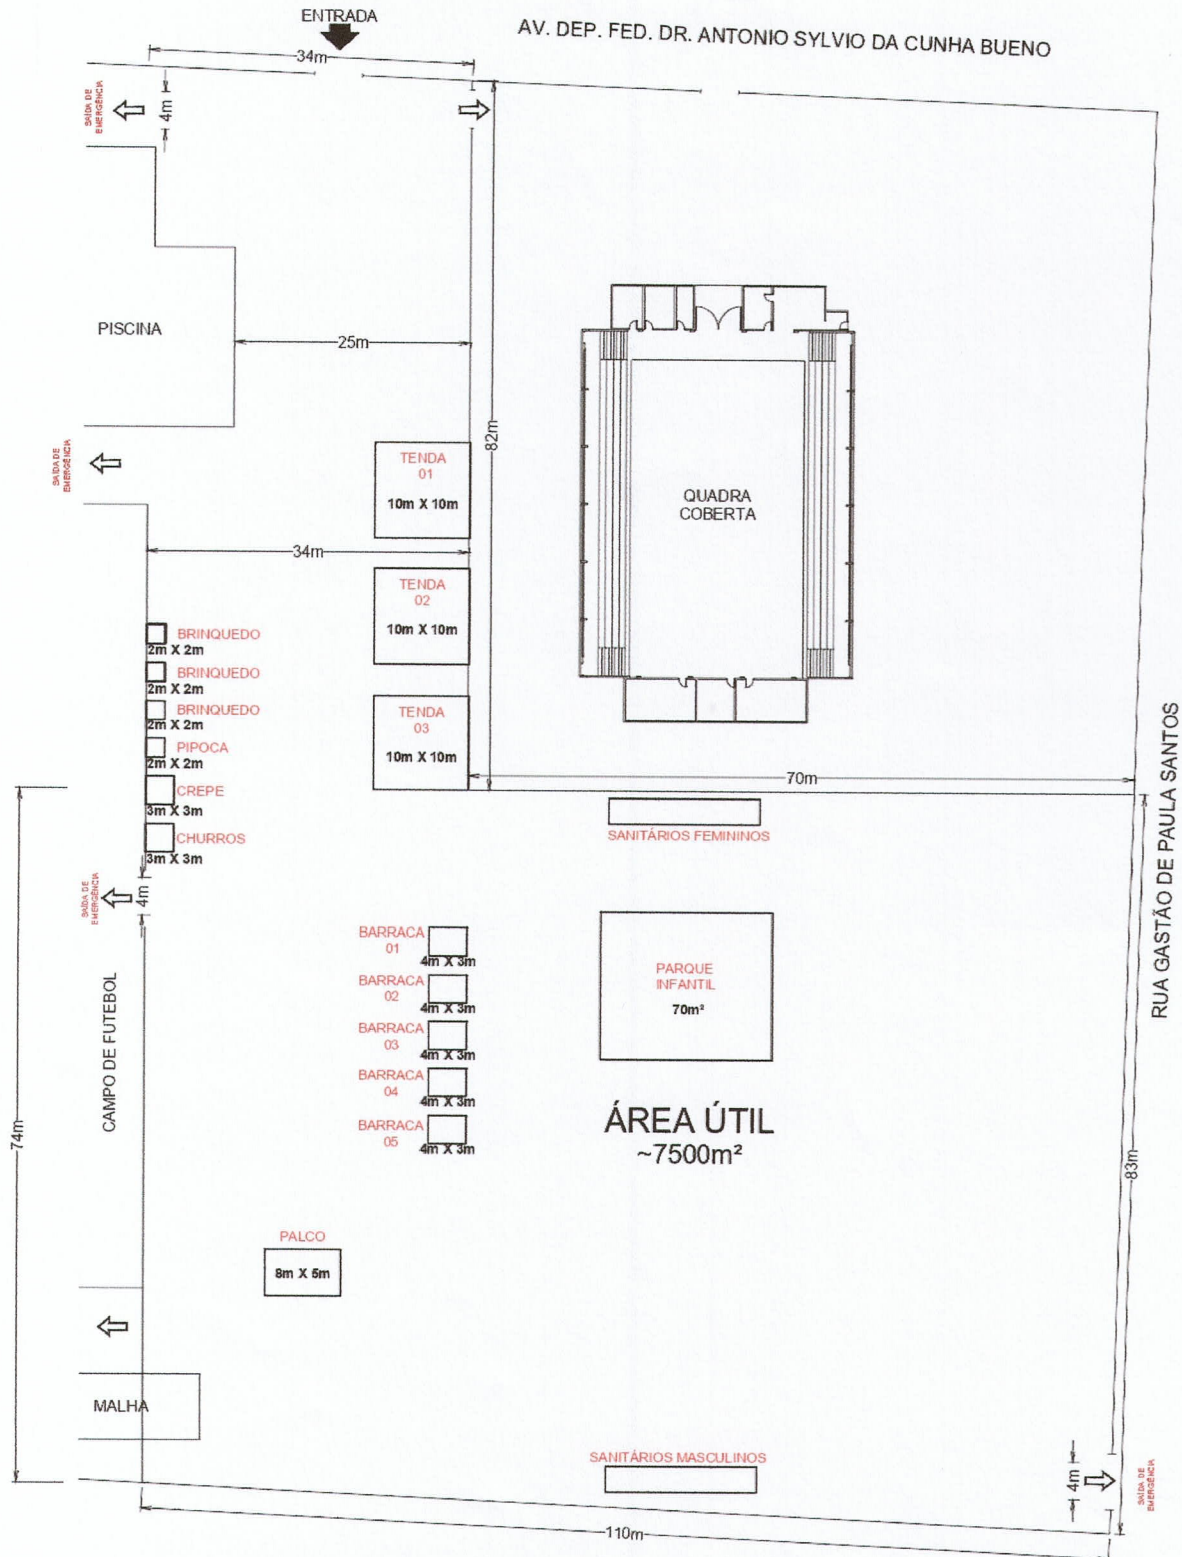 ENTRADA
AV. DEP. FED. DR. ANTONIO SYLVIO DA CUNHA BUENO
34m
SAÍDA DE
EMERGÊNCIA
4m
PISCINA
25m
82m
SAÍDA DE
EMERGÊNCIA
TENDA
01
10m X 10m
QUADRA
COBERTA
34m
TENDA
02
10m X 10m
BRINQUEDO
2m X 2m
BRINQUEDO
2m X 2m
BRINQUEDO
2m X 2m
PIPOCA
2m X 2m
CREPE
3m X 3m
CHURROS
3m X 3m
TENDA
03
10m X 10m
70m
SANITÁRIOS FEMININOS
RUA GASTÃO DE PAULA SANTOS
SAÍDA DE
EMERGÊNCIA
4m
BARRACA
01
4m X 3m
BARRACA
02
4m X 3m
BARRACA
03
4m X 3m
BARRACA
04
4m X 3m
BARRACA
05
4m X 3m
PARQUE
INFANTIL
70m²
CAMPO DE FUTEBOL
ÁREA ÚTIL
~7500m²
74m
83m
PALCO
8m X 5m
MALHA
SANITÁRIOS MASCULINOS
4m
SAÍDA DE
EMERGÊNCIA
110m